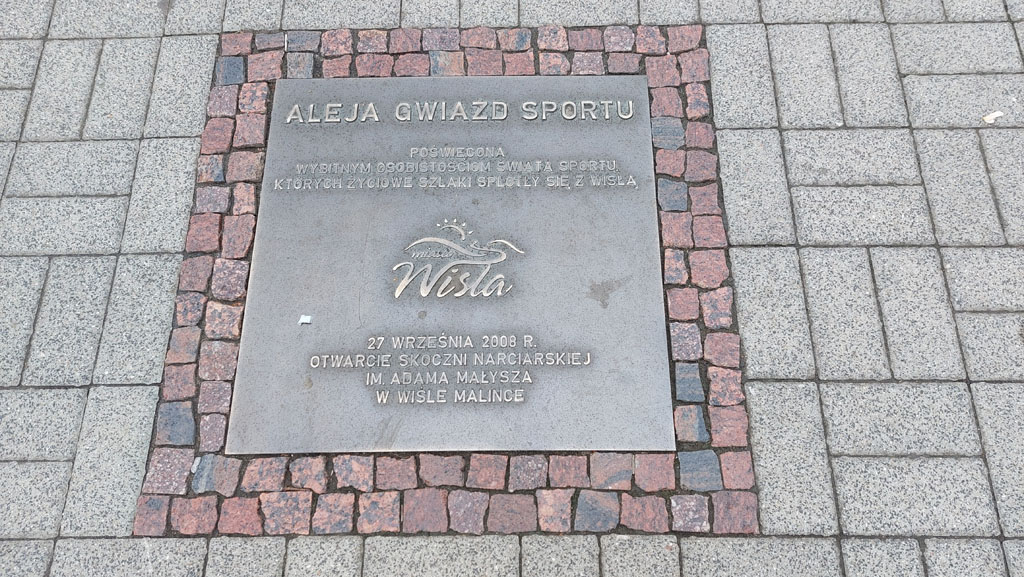 ALEJA GWIAZD SPORTU
POŚWIĘCONA
WYBITNYM OSOBISTOŚCIOM ŚWIATA SPORTU,
KTÓRYCH ŻYCIOWE SZLAKI SPLOTŁY SIĘ Z WISŁĄ
miasto
Wisła
27 WRZEŚNIA 2008 R.
OTWARCIE SKOCZNI NARCIARSKIEJ
IM. ADAMA MAŁYSZA
W WIŚLE MALINCE